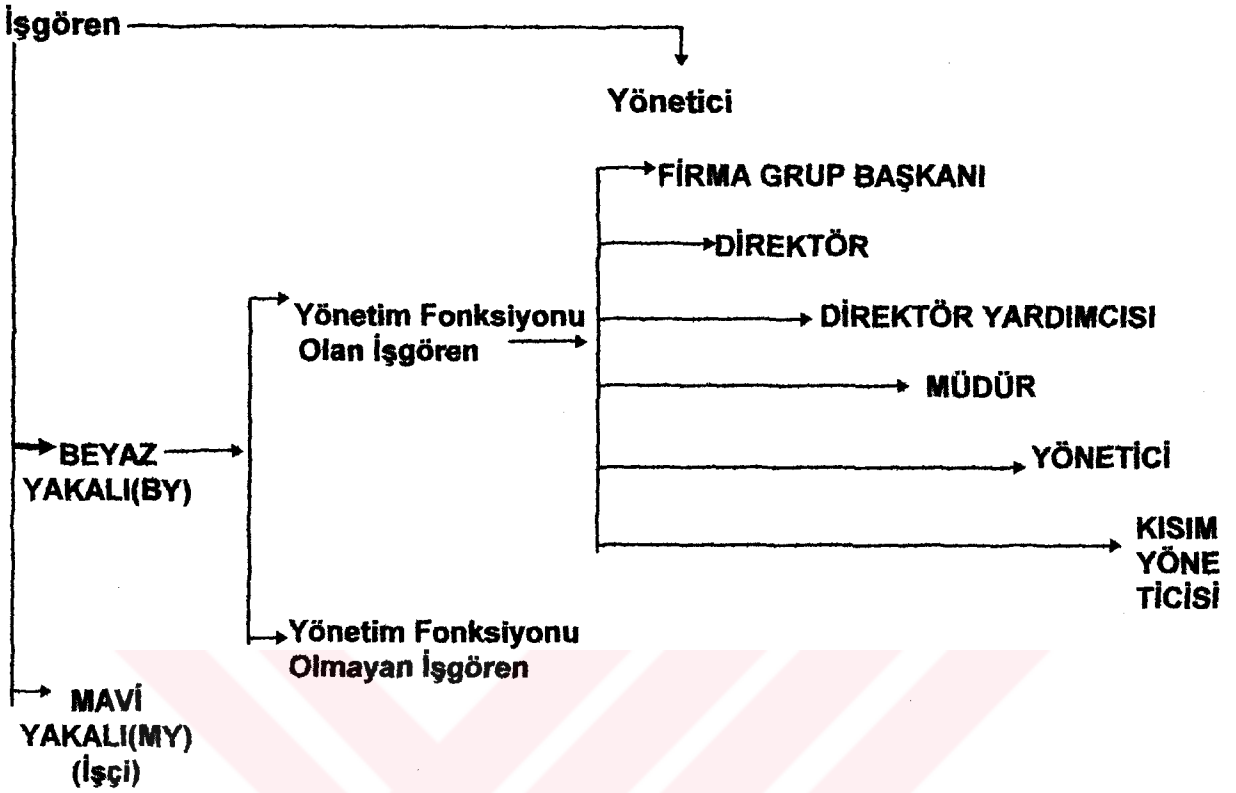 İşgören
Yönetici
FİRMA GRUP BAŞKANI
DİREKTÖR
Yönetim Fonksiyonu
Olan İşgören
DİREKTÖR YARDIMCISI
MÜDÜR
BEYAZ
YAKALI(BY)
YÖNETİCİ
KISIM
YÖNE
TİCİSİ
Yönetim Fonksiyonu
Olmayan İşgören
MAVİ
YAKALI(MY)
(İşçi)